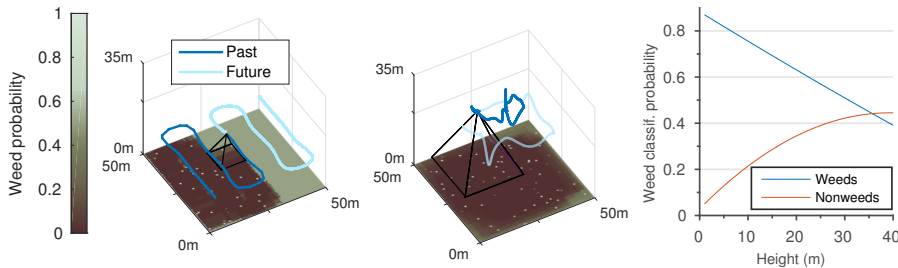 Weed probability
1
0.8
0.6
0.4
0.2
0
35m
0m
50m
0m
50m
Past
Future
35m
0m
50m
0m
50m
Weed classif. probability
0.8
0.6
0.4
0.2
0
0 10 20 30 40
Height (m)
Weeds
Nonweeds